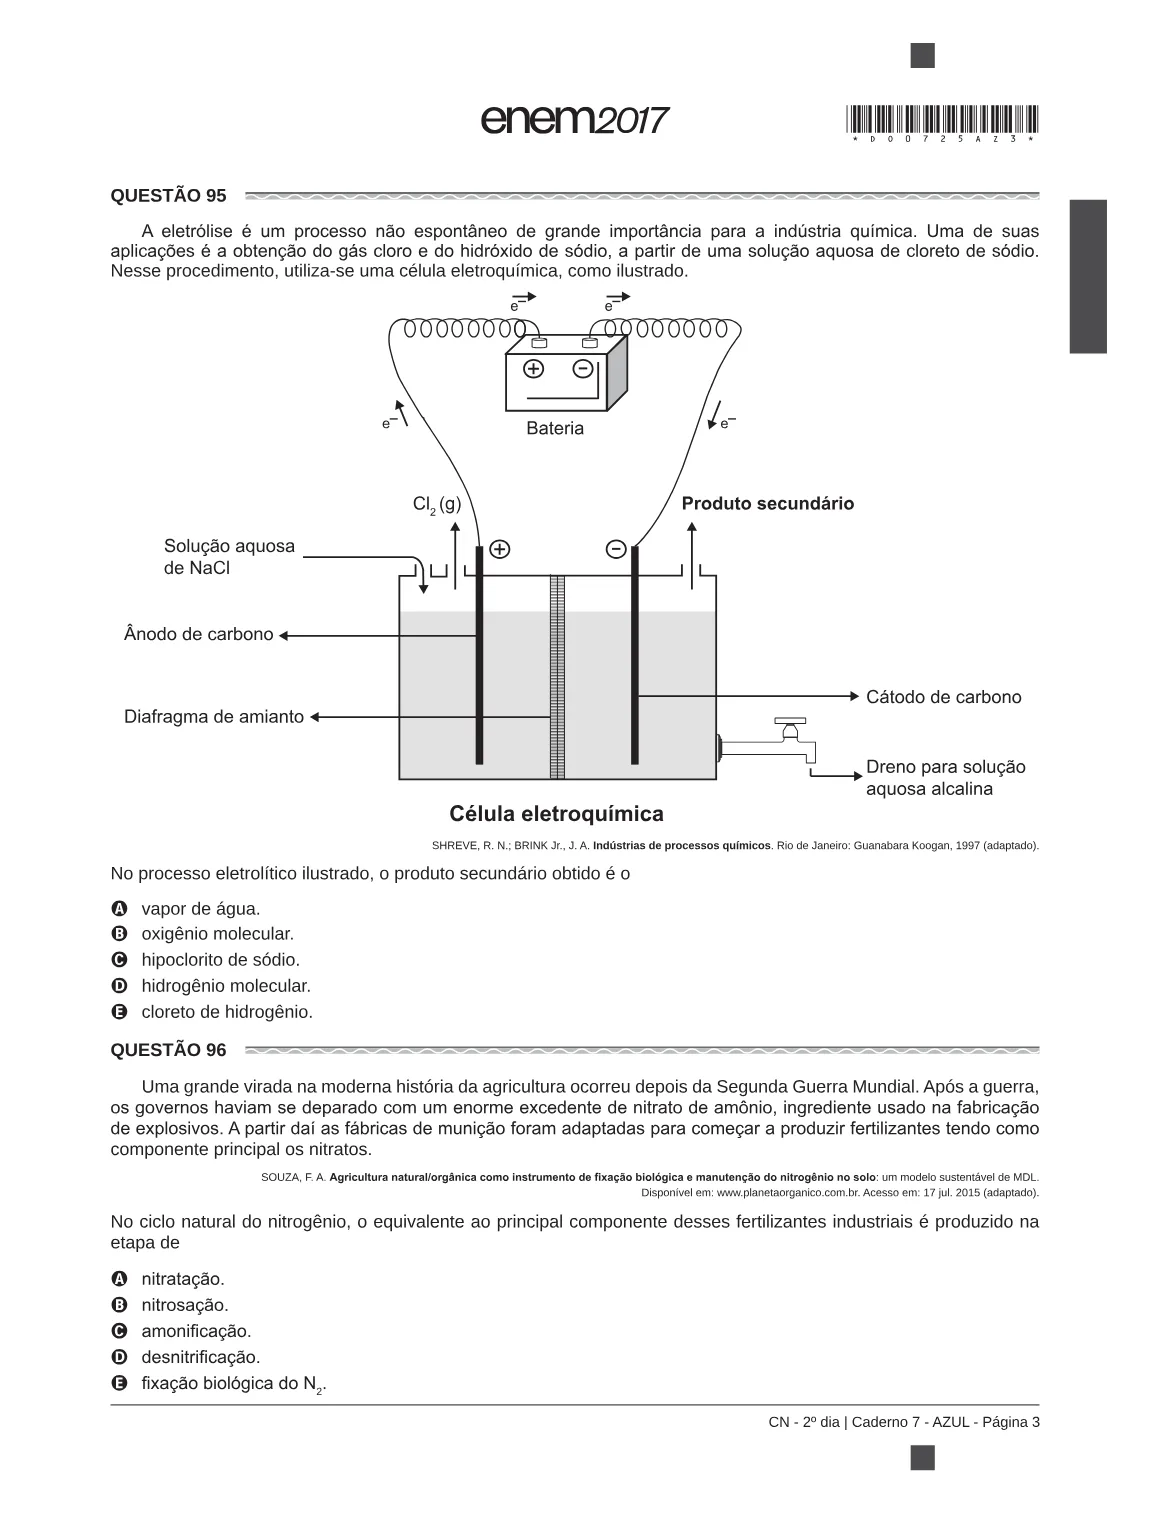 enem2017
*D00725AZ3*
QUESTÃO 95
A eletrólise é um processo não espontâneo de grande importância para a indústria química. Uma de suas
aplicações é a obtenção do gás cloro e do hidróxido de sódio, a partir de uma solução aquosa de cloreto de sódio.
Nesse procedimento, utiliza-se uma célula eletroquímica, como ilustrado.
e– e–
+ –
e– Bateria e–
Cl2 (g) Produto secundário
+ –
Solução aquosa
de NaCl
Ânodo de carbono
Cátodo de carbono
Diafragma de amianto
Dreno para solução
aquosa alcalina
Célula eletroquímica
SHREVE, R. N.; BRINK Jr., J. A. Indústrias de processos químicos. Rio de Janeiro: Guanabara Koogan, 1997 (adaptado).
No processo eletrolítico ilustrado, o produto secundário obtido é o
A vapor de água.
B oxigênio molecular.
C hipoclorito de sódio.
D hidrogênio molecular.
E cloreto de hidrogênio.
QUESTÃO 96
Uma grande virada na moderna história da agricultura ocorreu depois da Segunda Guerra Mundial. Após a guerra,
os governos haviam se deparado com um enorme excedente de nitrato de amônio, ingrediente usado na fabricação
de explosivos. A partir daí as fábricas de munição foram adaptadas para começar a produzir fertilizantes tendo como
componente principal os nitratos.
SOUZA, F. A. Agricultura natural/orgânica como instrumento de fixação biológica e manutenção do nitrogênio no solo: um modelo sustentável de MDL.
Disponível em: www.planetaorganico.com.br. Acesso em: 17 jul. 2015 (adaptado).
No ciclo natural do nitrogênio, o equivalente ao principal componente desses fertilizantes industriais é produzido na
etapa de
A nitratação.
B nitrosação.
C amonificação.
D desnitrificação.
E fixação biológica do N2.
CN - 2º dia | Caderno 7 - AZUL - Página 3